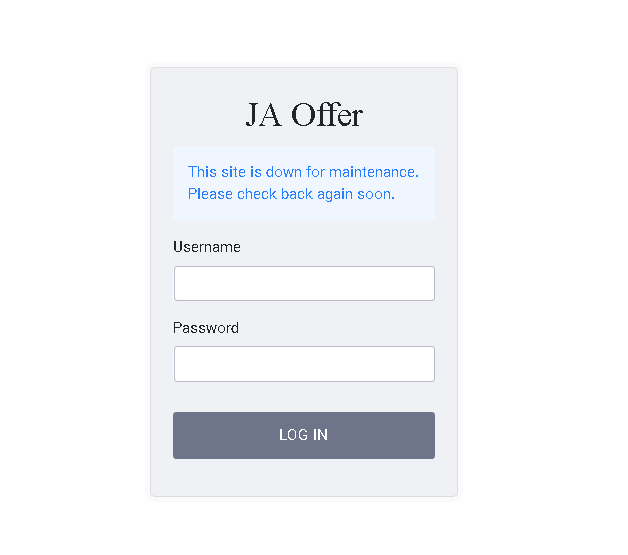 JA Offer
This site is down for maintenance.
Please check back again soon.
Username
Password
LOG IN